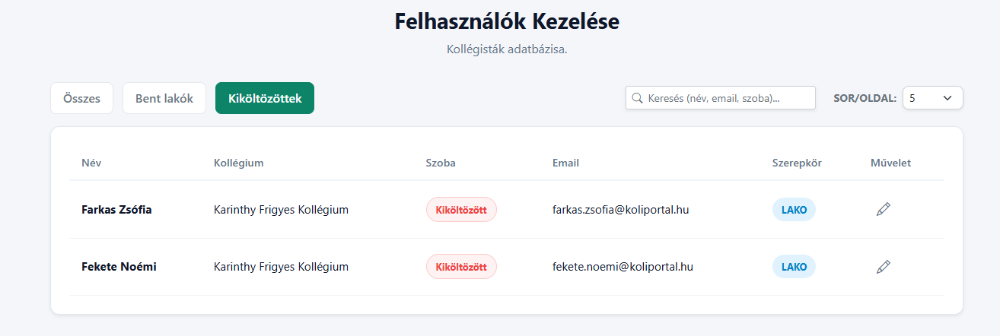 Felhasználók Kezelése
Kollégisták adatbázisa.
Összes Bent lakók Kiköltözöttek Keresés (név, email, szoba)... SOR/OLDAL: 5
Név Kollégium Szoba Email Szerepkör Művelet
Farkas Zsófia Karinthy Frigyes Kollégium Kiköltözött farkas.zsofia@koliportal.hu LAKO
Fekete Noémi Karinthy Frigyes Kollégium Kiköltözött fekete.noemi@koliportal.hu LAKO